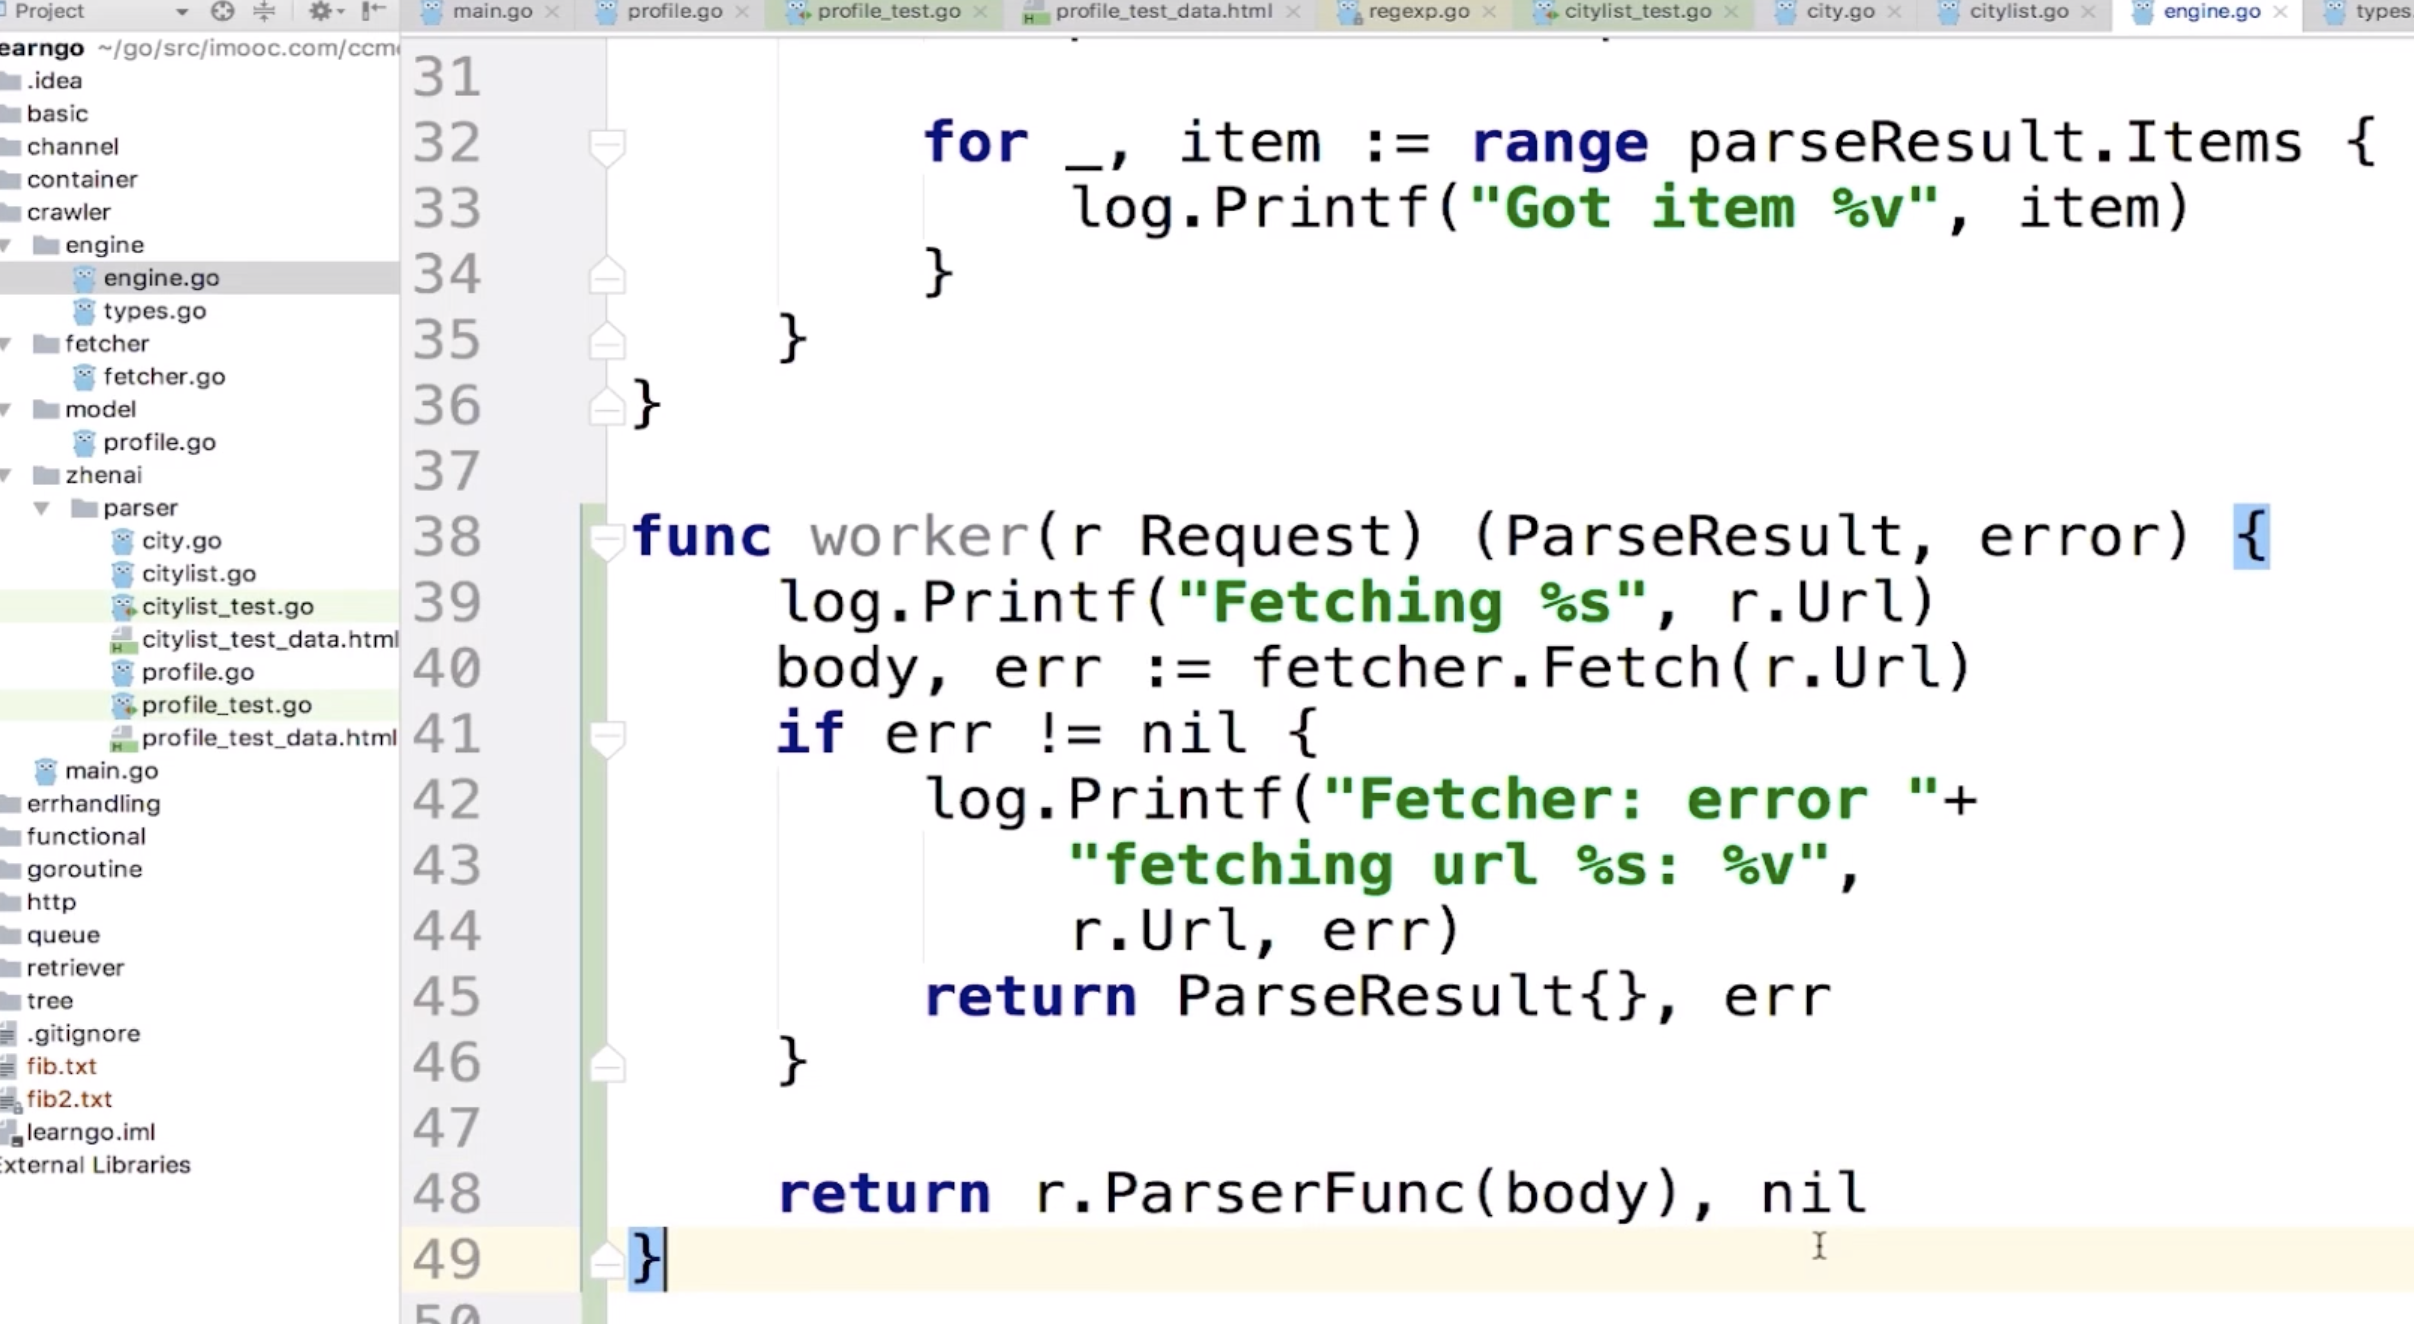 Project
main.go
profile.go
profile_test.go
profile_test_data.html
regexp.go
citylist_test.go
city.go
citylist.go
engine.go
types.
earngo ~/go/src/imooc.com/ccm
.idea
basic
channel
container
crawler
engine
engine.go
types.go
fetcher
fetcher.go
model
profile.go
zhenai
parser
city.go
citylist.go
citylist_test.go
citylist_test_data.html
profile.go
profile_test.go
profile_test_data.html
main.go
errhandling
functional
goroutine
http
queue
retriever
tree
.gitignore
fib.txt
fib2.txt
learngo.iml
External Libraries
31
32 for _, item := range parseResult.Items {
33 log.Printf("Got item %v", item)
34 }
35 }
36 }
37
38 func worker(r Request) (ParseResult, error) {
39 log.Printf("Fetching %s", r.Url)
40 body, err := fetcher.Fetch(r.Url)
41 if err != nil {
42 log.Printf("Fetcher: error "+
43 "fetching url %s: %v",
44 r.Url, err)
45 return ParseResult{}, err
46 }
47
48 return r.ParserFunc(body), nil
49 }
50